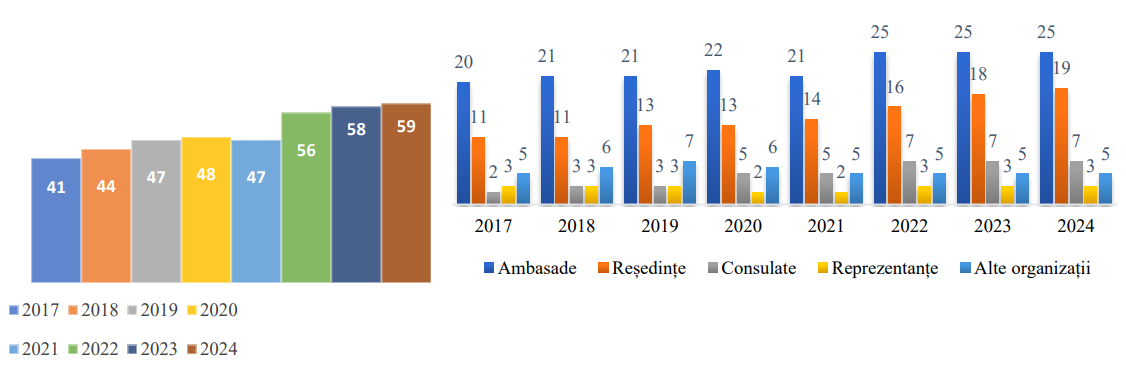 41 44 47 48 47 56 58 59
2017 2018 2019 2020
2021 2022 2023 2024
20 11 2 3 5 21 11 3 3 6 21 13 3 3 7 22 13 5 2 6 21 14 5 2 5 25 16 7 3 5 25 18 7 3 5 25 19 7 3 5
2017 2018 2019 2020 2021 2022 2023 2024
Ambasade Reședințe Consulate Reprezentanțe Alte organizații